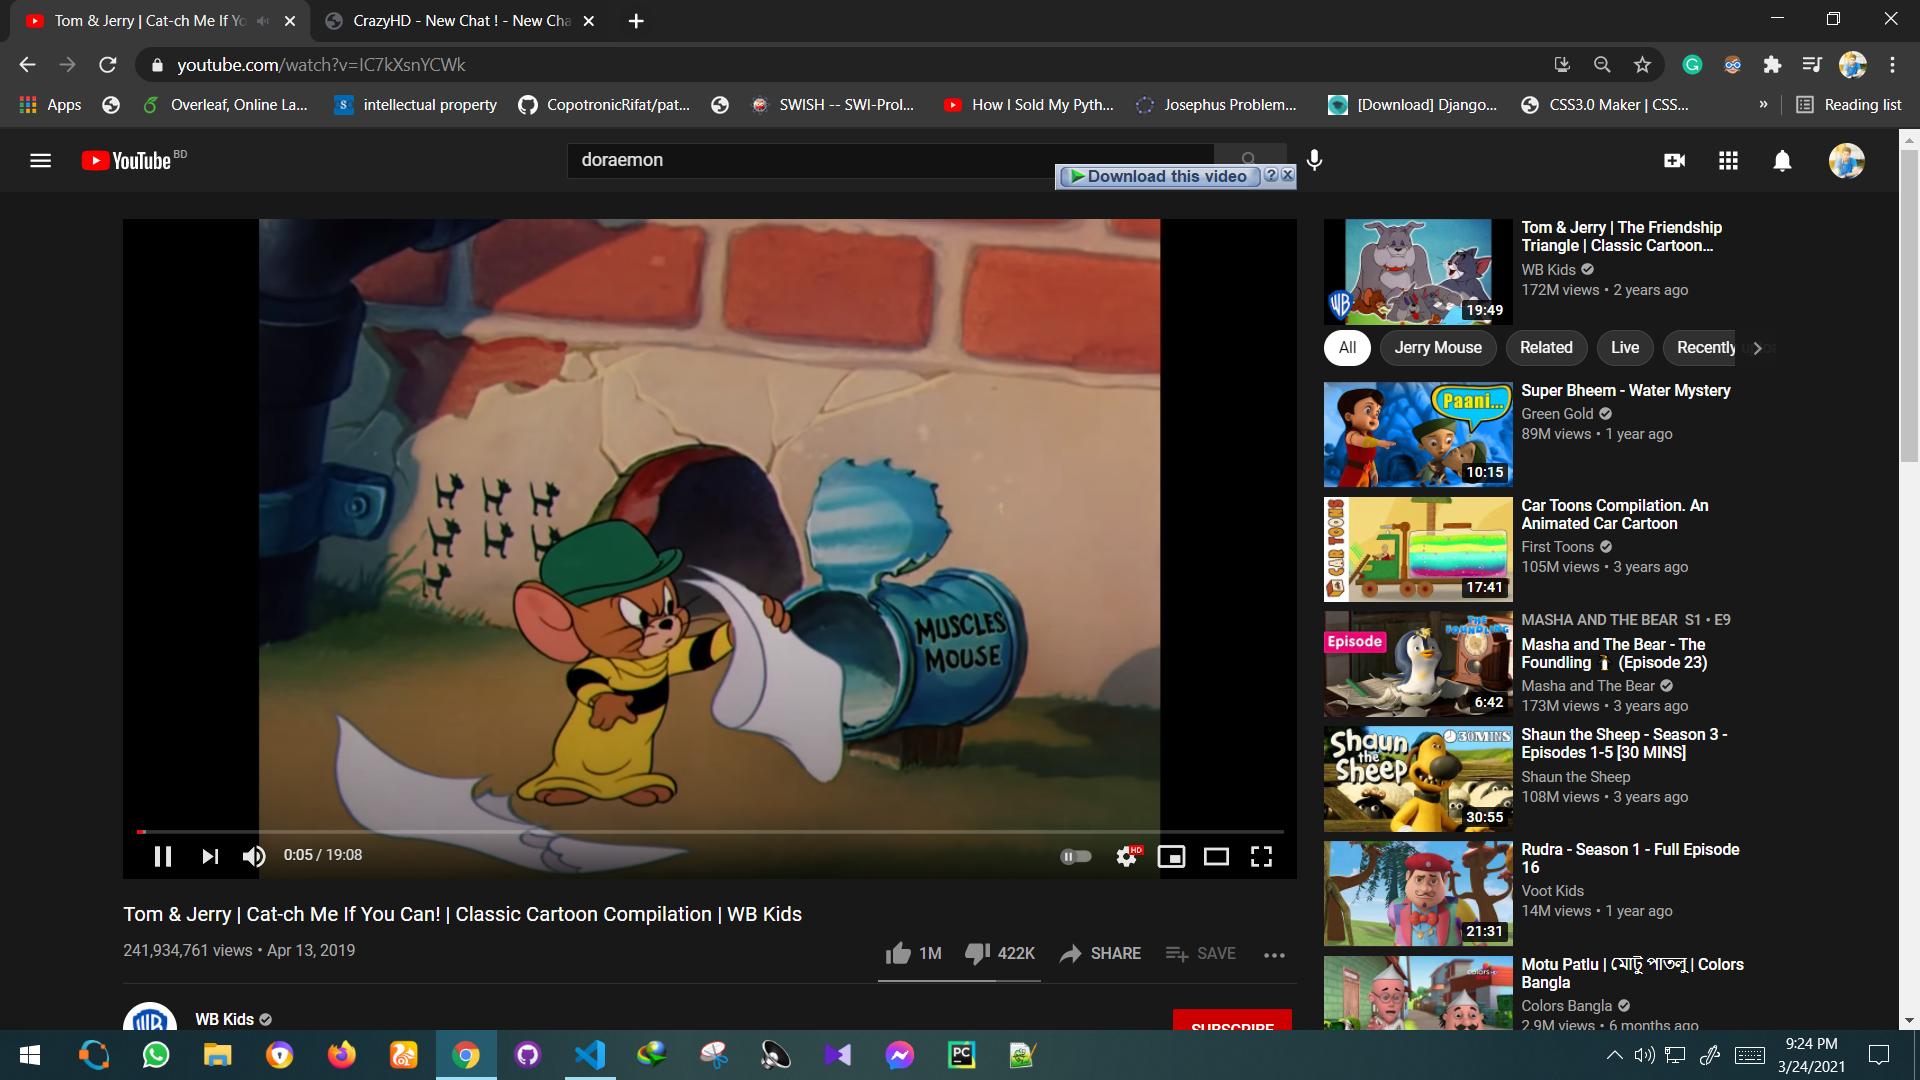 Tom & Jerry | Cat-ch Me If Yo
CrazyHD - New Chat ! - New Cha
youtube.com/watch?v=IC7kXsnYCWk
Apps
Overleaf, Online La...
intellectual property
CopotronicRifat/pat...
SWISH -- SWI-Prol...
How I Sold My Pyth...
Josephus Problem...
[Download] Django...
CSS3.0 Maker | CSS...
»
Reading list
YouTube BD
doraemon
Download this video
MUSCLES
MOUSE
0:05 / 19:08
HD
Tom & Jerry | Cat-ch Me If You Can! | Classic Cartoon Compilation | WB Kids
241,934,761 views • Apr 13, 2019
1M
422K
SHARE
SAVE
WB Kids
SUBSCRIBE
WB
19:49
Tom & Jerry | The Friendship
Triangle | Classic Cartoon...
WB Kids
172M views • 2 years ago
All
Jerry Mouse
Related
Live
Recently
Paani...
10:15
Super Bheem - Water Mystery
Green Gold
89M views • 1 year ago
CAR TOONS
17:41
Car Toons Compilation. An
Animated Car Cartoon
First Toons
105M views • 3 years ago
Episode
THE
FOUNDLING
6:42
MASHA AND THE BEAR S1 • E9
Masha and The Bear - The
Foundling 🐧 (Episode 23)
Masha and The Bear
173M views • 3 years ago
Shaun
the
Sheep
30MINS
30:55
Shaun the Sheep - Season 3 -
Episodes 1-5 [30 MINS]
Shaun the Sheep
108M views • 3 years ago
21:31
Rudra - Season 1 - Full Episode
16
Voot Kids
14M views • 1 year ago
Motu Patlu | মোটু পাতলু | Colors
Bangla
Colors Bangla
2.9M views • 6 months ago
PC
9:24 PM
3/24/2021